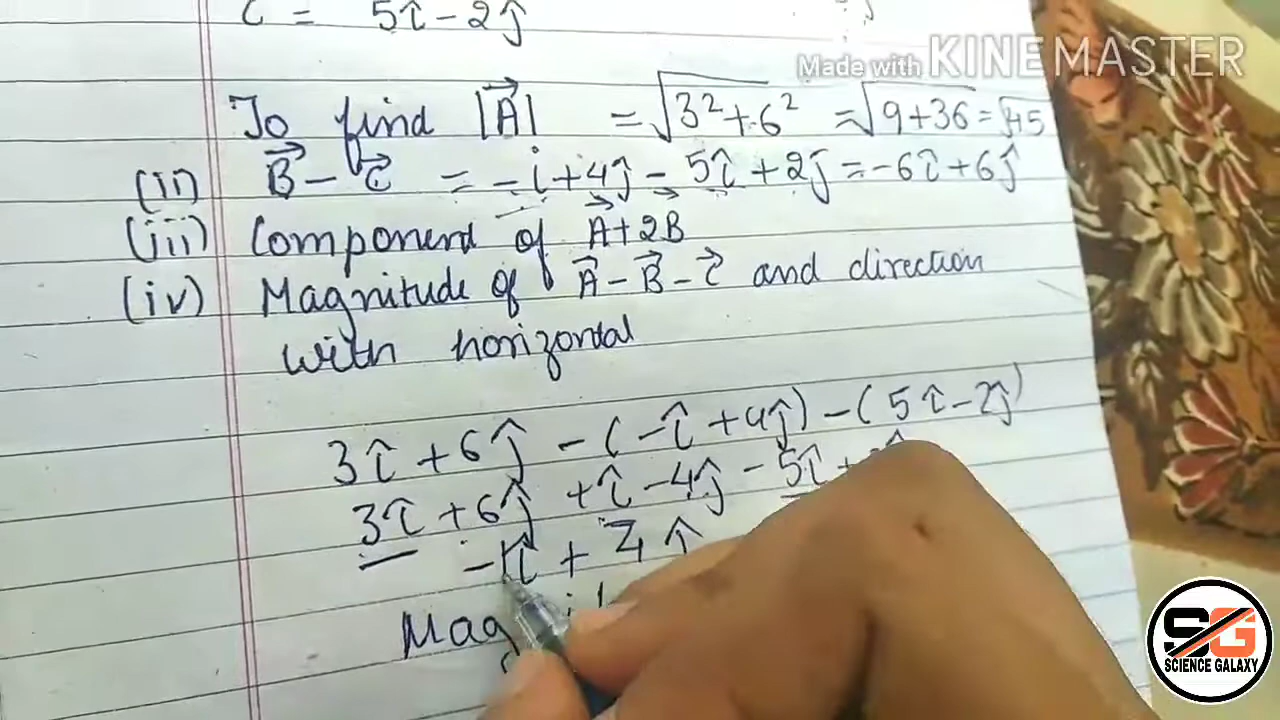 C = 5î - 2ĵ
Made with KINEMASTER
To find |A⃗| = √3² + 6² = √9 + 36 = √45
(ii) B⃗ - C⃗ = -i + 4ĵ - 5î + 2ĵ = -6î + 6ĵ
(iii) Component of A⃗ + 2B⃗
(iv) Magnitude of A⃗ - B⃗ - C⃗ and direction
with horizontal
3î + 6ĵ - (-î + 4ĵ) - (5î - 2ĵ)
3î + 6ĵ + î - 4ĵ - 5î +
-1î + 4ĵ
Mag
SG
SCIENCE GALAXY